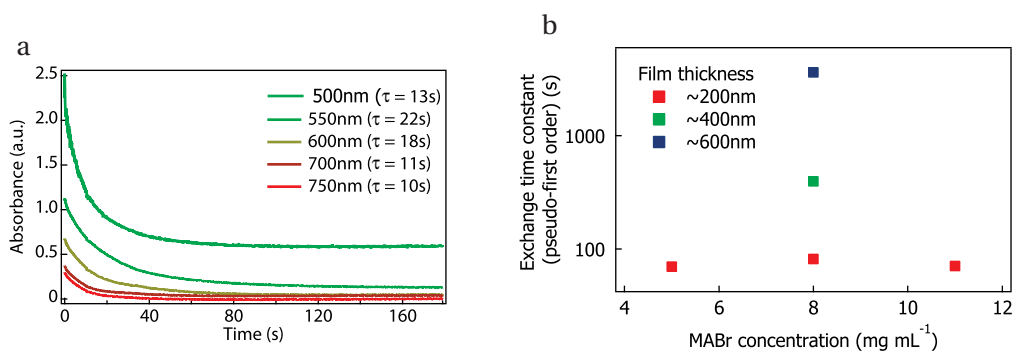 a
2.5
2.0
1.5
1.0
0.5
0
Absorbance (a.u.)
500nm (τ = 13s)
550nm (τ = 22s)
600nm (τ = 18s)
700nm (τ = 11s)
750nm (τ = 10s)
0 40 80 120 160
Time (s)
b
Exchange time constant
(pseudo-first order) (s)
1000
100
Film thickness
~200nm
~400nm
~600nm
4 6 8 10 12
MABr concentration (mg mL⁻¹)